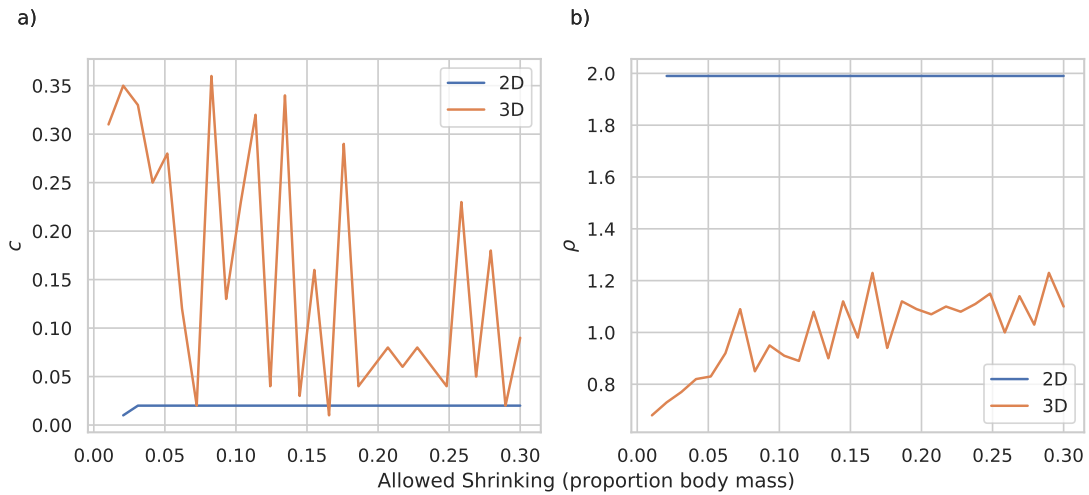 a)
b)
0.35
0.30
0.25
0.20
0.15
0.10
0.05
0.00
c
2D
3D
0.00 0.05 0.10 0.15 0.20 0.25 0.30
2.0
1.8
1.6
1.4
1.2
1.0
0.8
ρ
2D
3D
0.00 0.05 0.10 0.15 0.20 0.25 0.30
Allowed Shrinking (proportion body mass)